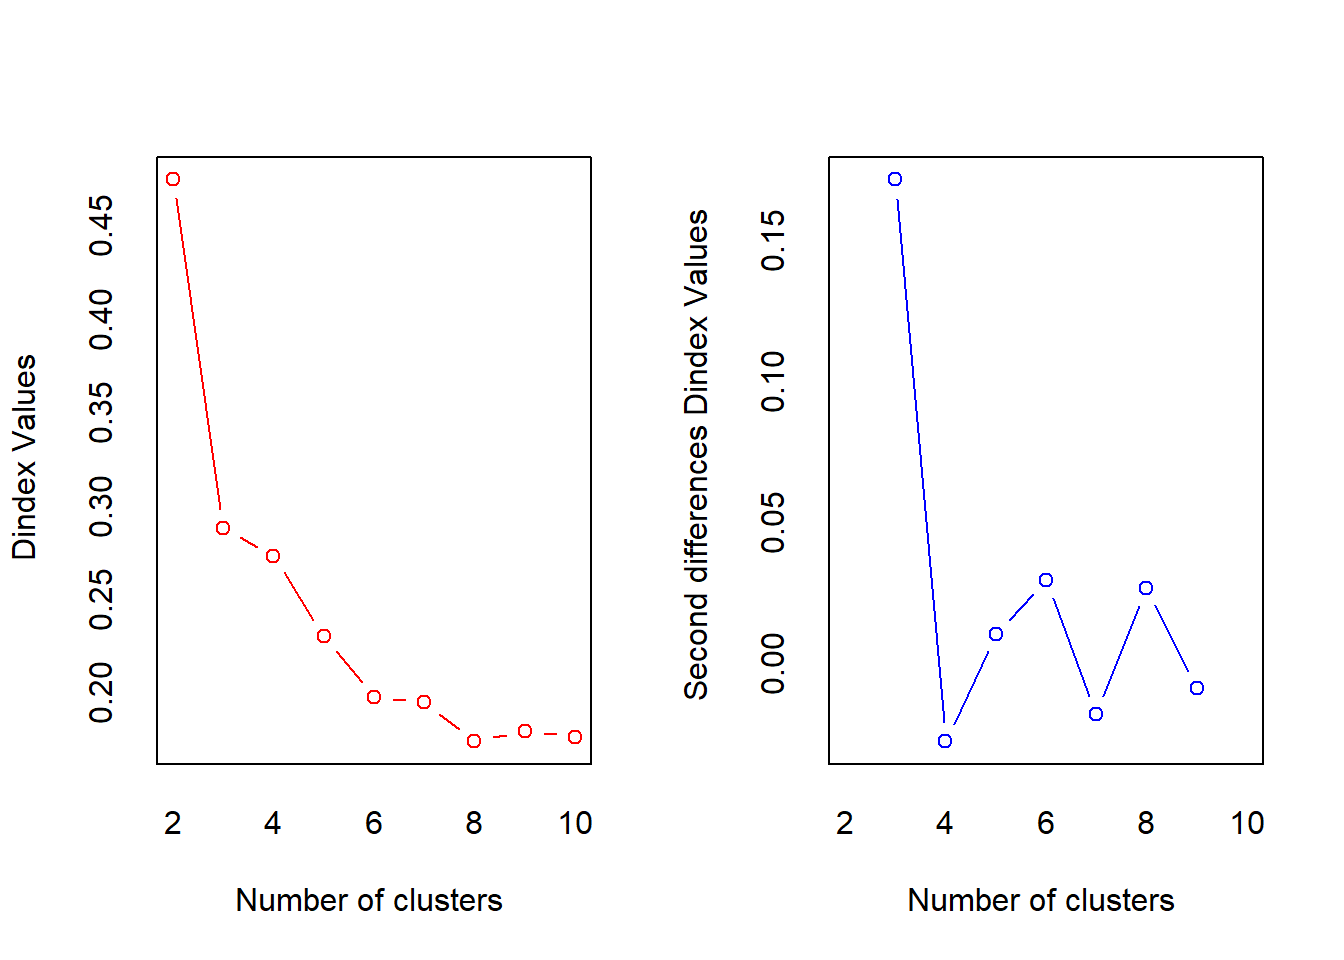 Dindex Values
0.45
0.40
0.35
0.30
0.25
0.20
2 4 6 8 10
Number of clusters
Second differences Dindex Values
0.15
0.10
0.05
0.00
2 4 6 8 10
Number of clusters